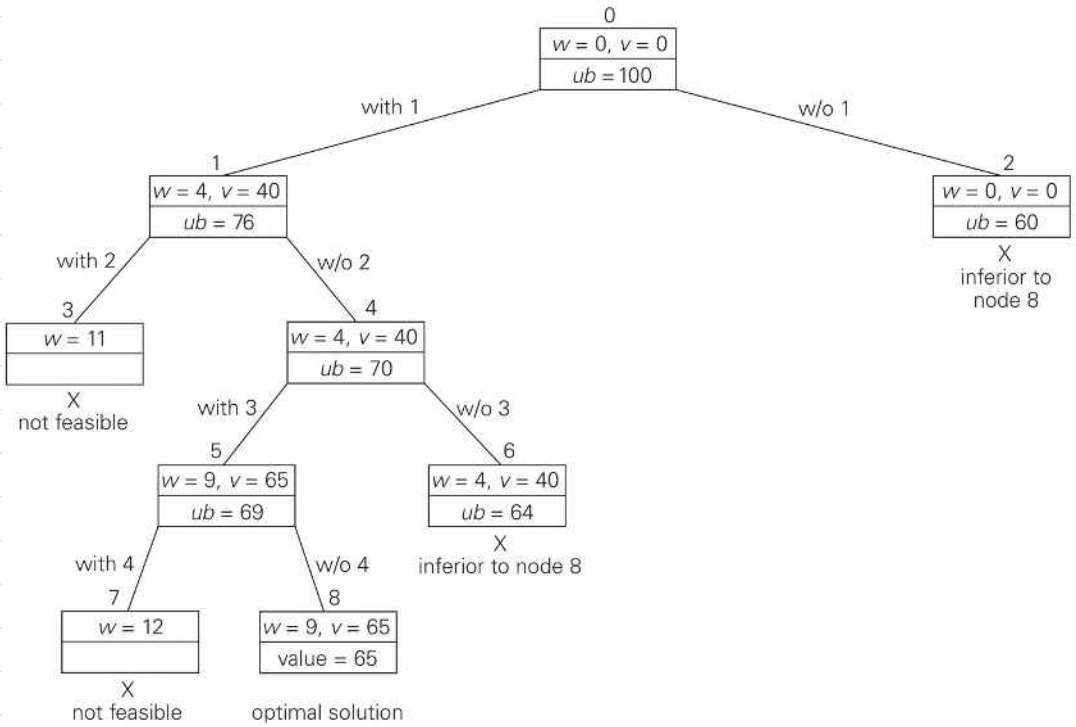 0
w = 0, v = 0
ub = 100
with 1
w/o 1
1
w = 4, v = 40
ub = 76
2
w = 0, v = 0
ub = 60
X
inferior to
node 8
with 2
w/o 2
3
w = 11
X
not feasible
4
w = 4, v = 40
ub = 70
with 3
w/o 3
5
w = 9, v = 65
ub = 69
6
w = 4, v = 40
ub = 64
X
inferior to node 8
with 4
w/o 4
7
w = 12
X
not feasible
8
w = 9, v = 65
value = 65
optimal solution